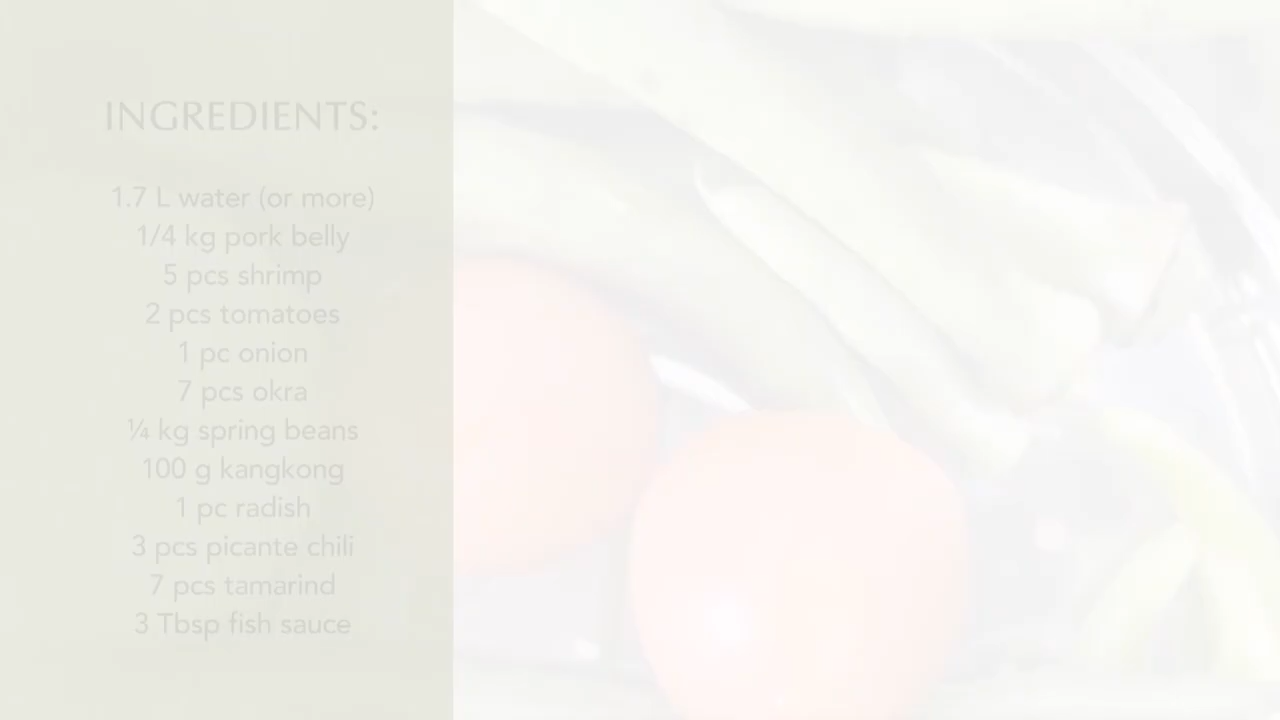 INGREDIENTS:
1.7 L water (or more)
1/4 kg pork belly
5 pcs shrimp
2 pcs tomatoes
1 pc onion
7 pcs okra
¼ kg spring beans
100 g kangkong
1 pc radish
3 pcs picante chili
7 pcs tamarind
3 Tbsp fish sauce